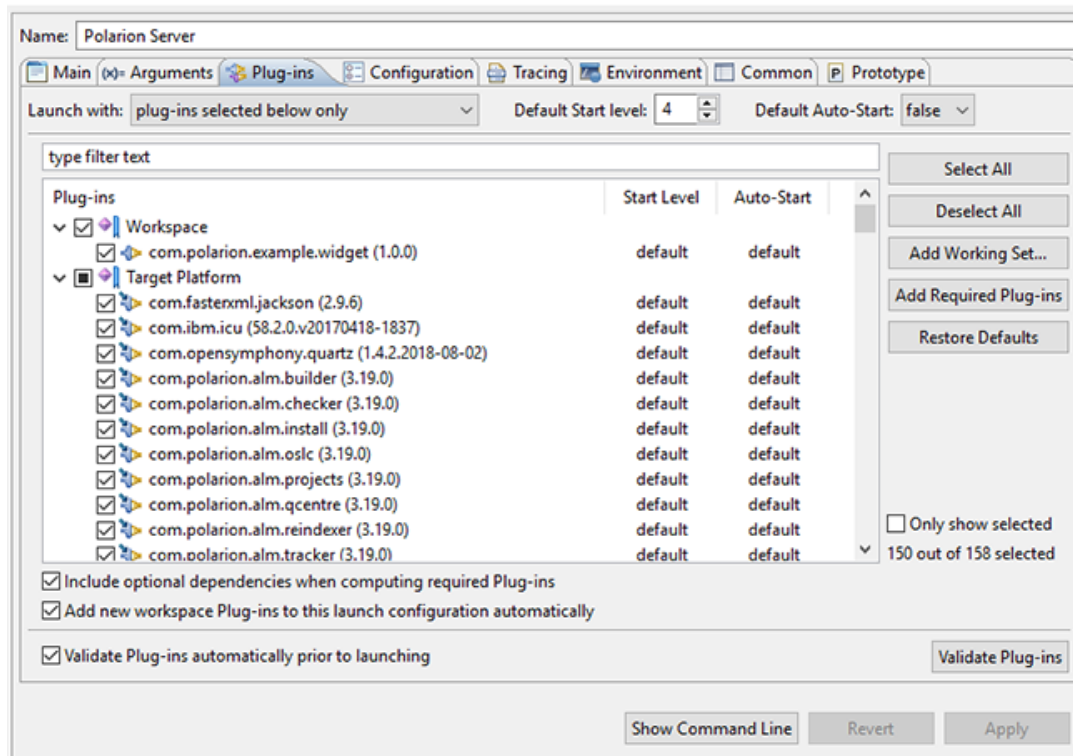 Name: Polarion Server
Main (x)= Arguments Plug-ins Configuration Tracing Environment Common P Prototype
Launch with: plug-ins selected below only Default Start level: 4 Default Auto-Start: false
type filter text
Select All
Plug-ins Start Level Auto-Start
Deselect All
Workspace
com.polarion.example.widget (1.0.0) default default
Add Working Set...
Target Platform
com.fasterxml.jackson (2.9.6) default default
Add Required Plug-ins
com.ibm.icu (58.2.0.v20170418-1837) default default
Restore Defaults
com.opensymphony.quartz (1.4.2.2018-08-02) default default
com.polarion.alm.builder (3.19.0) default default
com.polarion.alm.checker (3.19.0) default default
com.polarion.alm.install (3.19.0) default default
com.polarion.alm.oslc (3.19.0) default default
com.polarion.alm.projects (3.19.0) default default
com.polarion.alm.qcentre (3.19.0) default default
com.polarion.alm.reindexer (3.19.0) default default
Only show selected
com.polarion.alm.tracker (3.19.0) default default
150 out of 158 selected
Include optional dependencies when computing required Plug-ins
Add new workspace Plug-ins to this launch configuration automatically
Validate Plug-ins automatically prior to launching Validate Plug-ins
Show Command Line Revert Apply